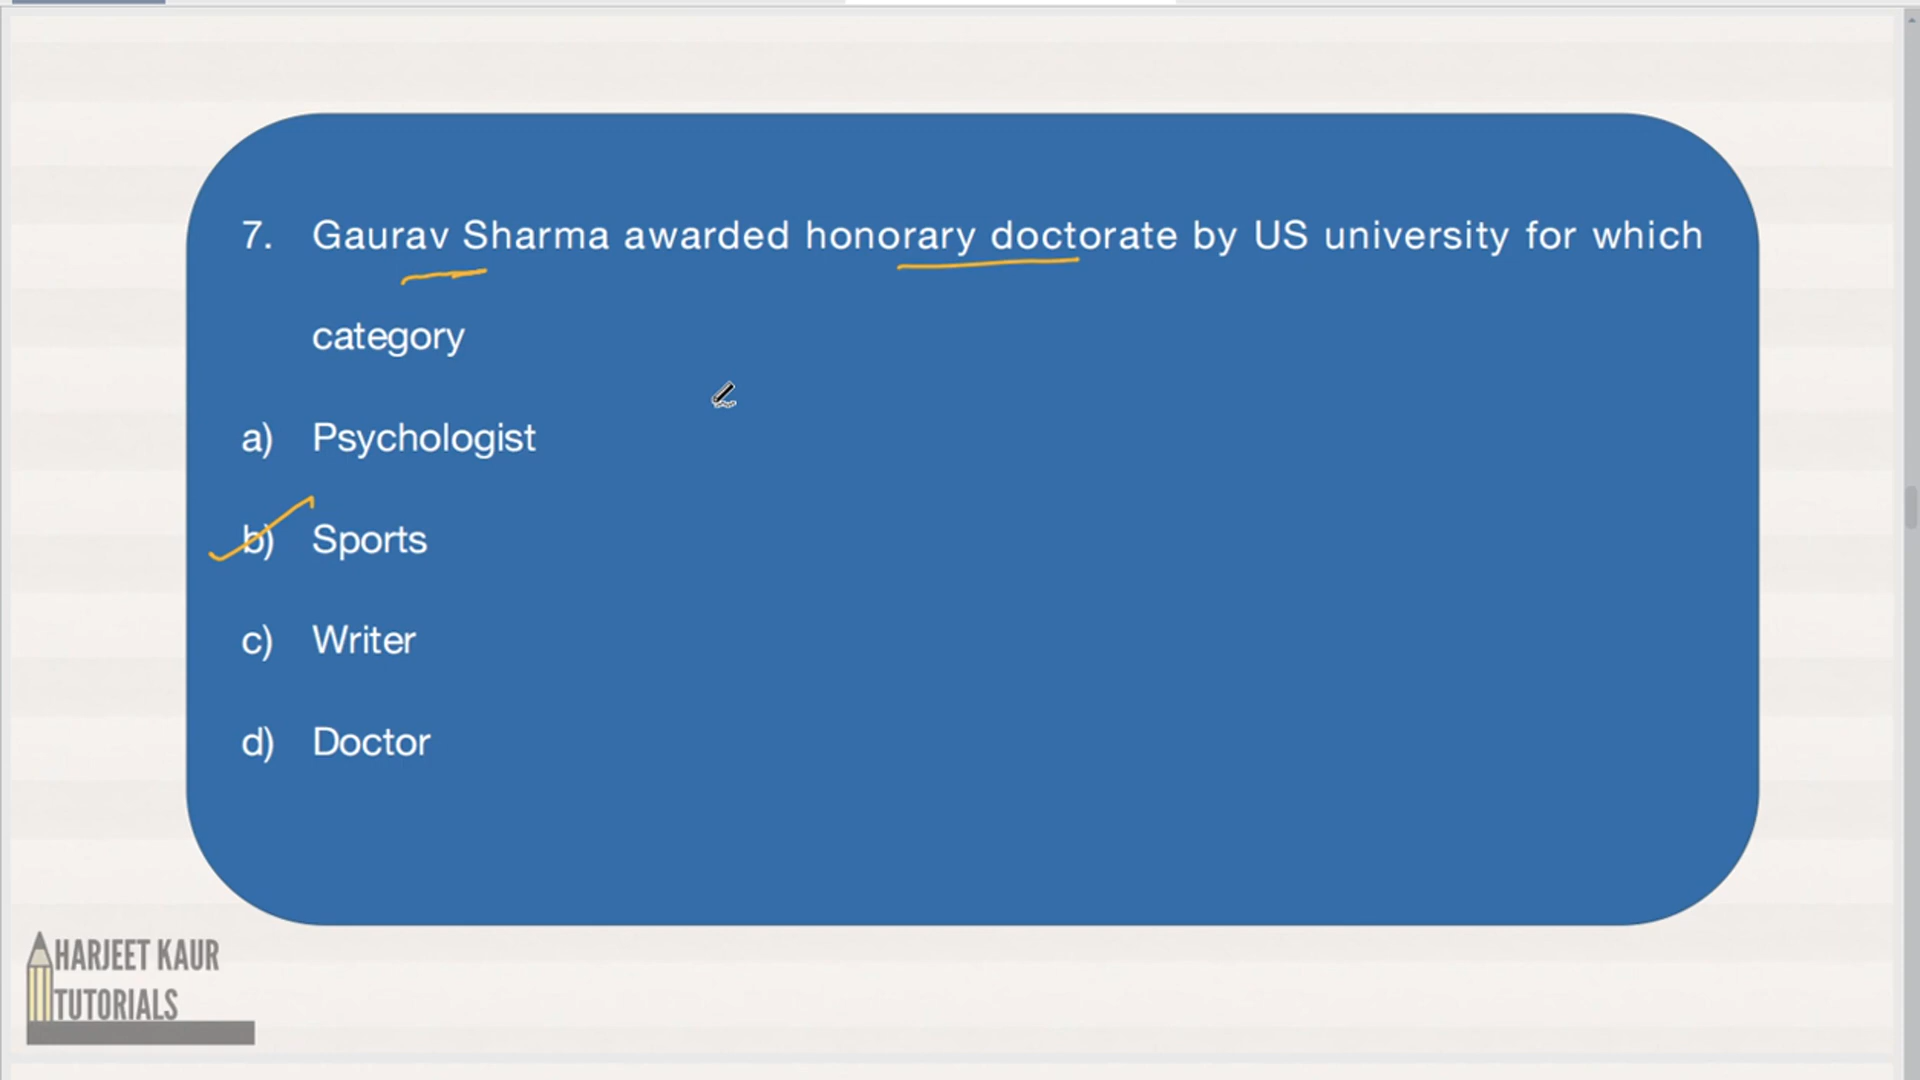 7. Gaurav Sharma awarded honorary doctorate by US university for which
category
a) Psychologist
b) Sports
c) Writer
d) Doctor
HARJEET KAUR
TUTORIALS